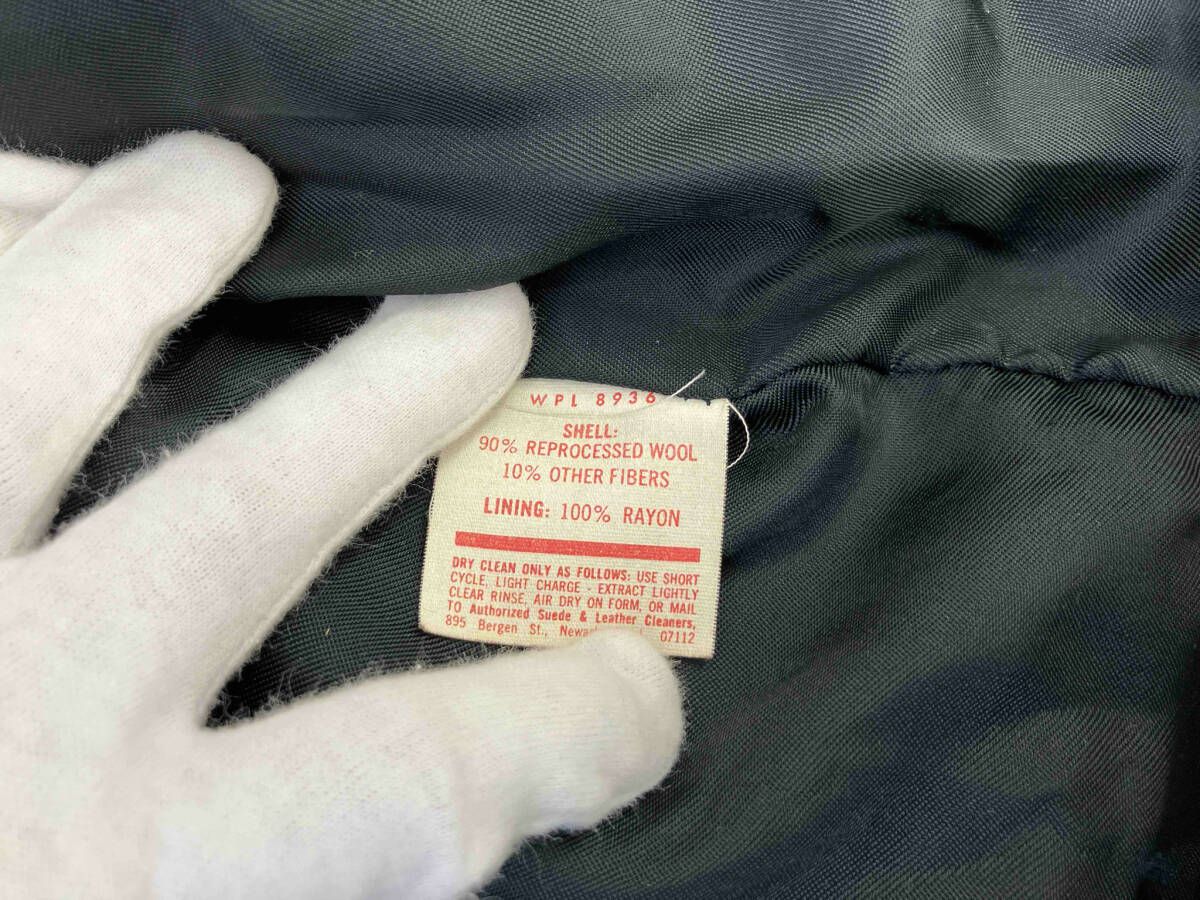 WPL 8936
SHELL:
90% REPROCESSED WOOL
10% OTHER FIBERS
LINING: 100% RAYON
DRY CLEAN ONLY AS FOLLOWS: USE SHORT
CYCLE, LIGHT CHARGE - EXTRACT LIGHTLY
CLEAR RINSE, AIR DRY ON FORM, OR MAIL
TO Authorized Suede & Leather Cleaners,
895 Bergen St., 07112